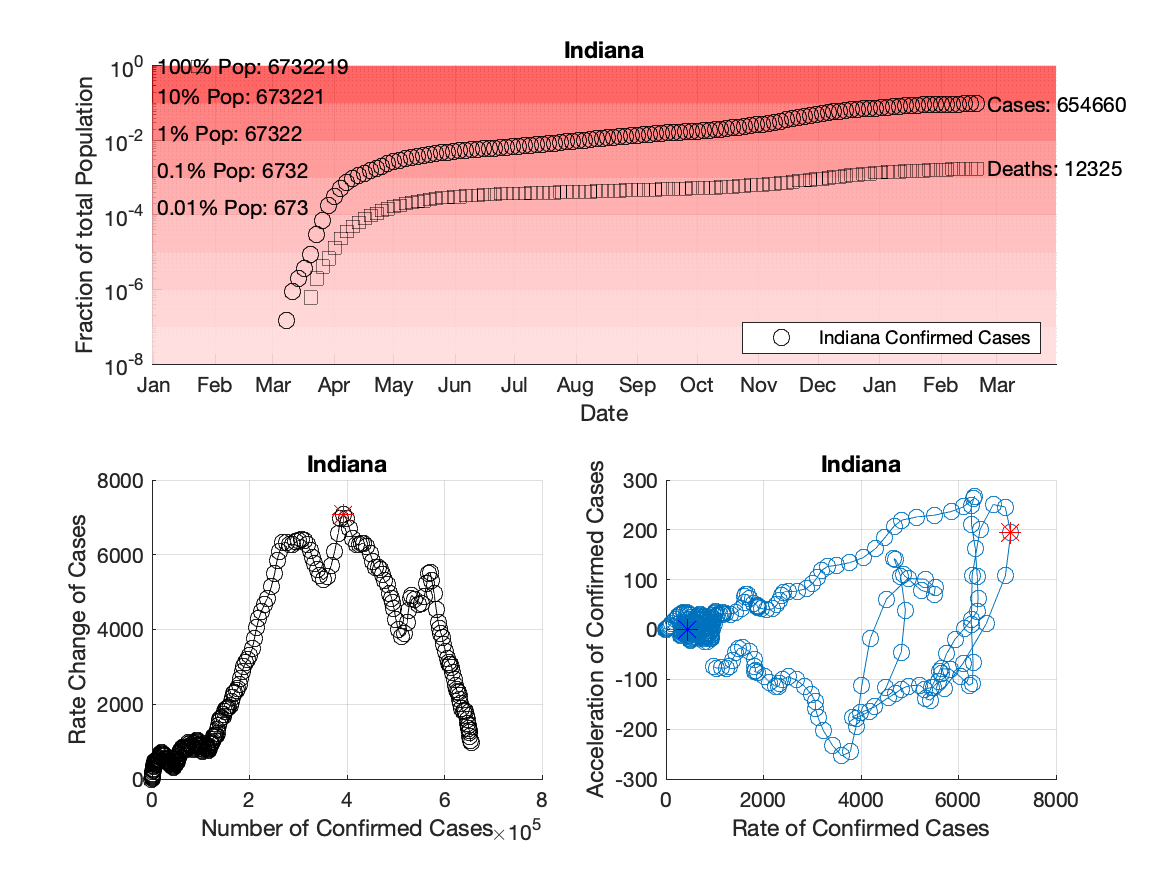 Indiana
10^0
10^-2
10^-4
10^-6
10^-8
Fraction of total Population
100% Pop: 6732219
10% Pop: 673221
1% Pop: 67322
0.1% Pop: 6732
0.01% Pop: 673
Cases: 654660
Deaths: 12325
Indiana Confirmed Cases
Jan Feb Mar Apr May Jun Jul Aug Sep Oct Nov Dec Jan Feb Mar
Date
Indiana
8000
6000
4000
2000
0
Rate Change of Cases
0 2 4 6 8
Number of Confirmed Cases ×10^5
Indiana
300
200
100
0
-100
-200
-300
Acceleration of Confirmed Cases
0 2000 4000 6000 8000
Rate of Confirmed Cases